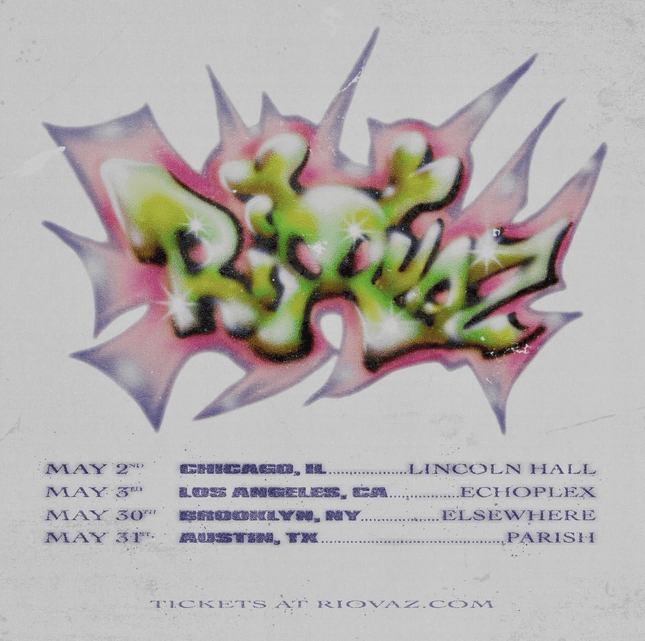 RIOVAZ
MAY 2ND CHICAGO, IL LINCOLN HALL
MAY 3RD LOS ANGELES, CA ECHOPLEX
MAY 30TH BROOKLYN, NY ELSEWHERE
MAY 31ST AUSTIN, TX PARISH
TICKETS AT RIOVAZ.COM